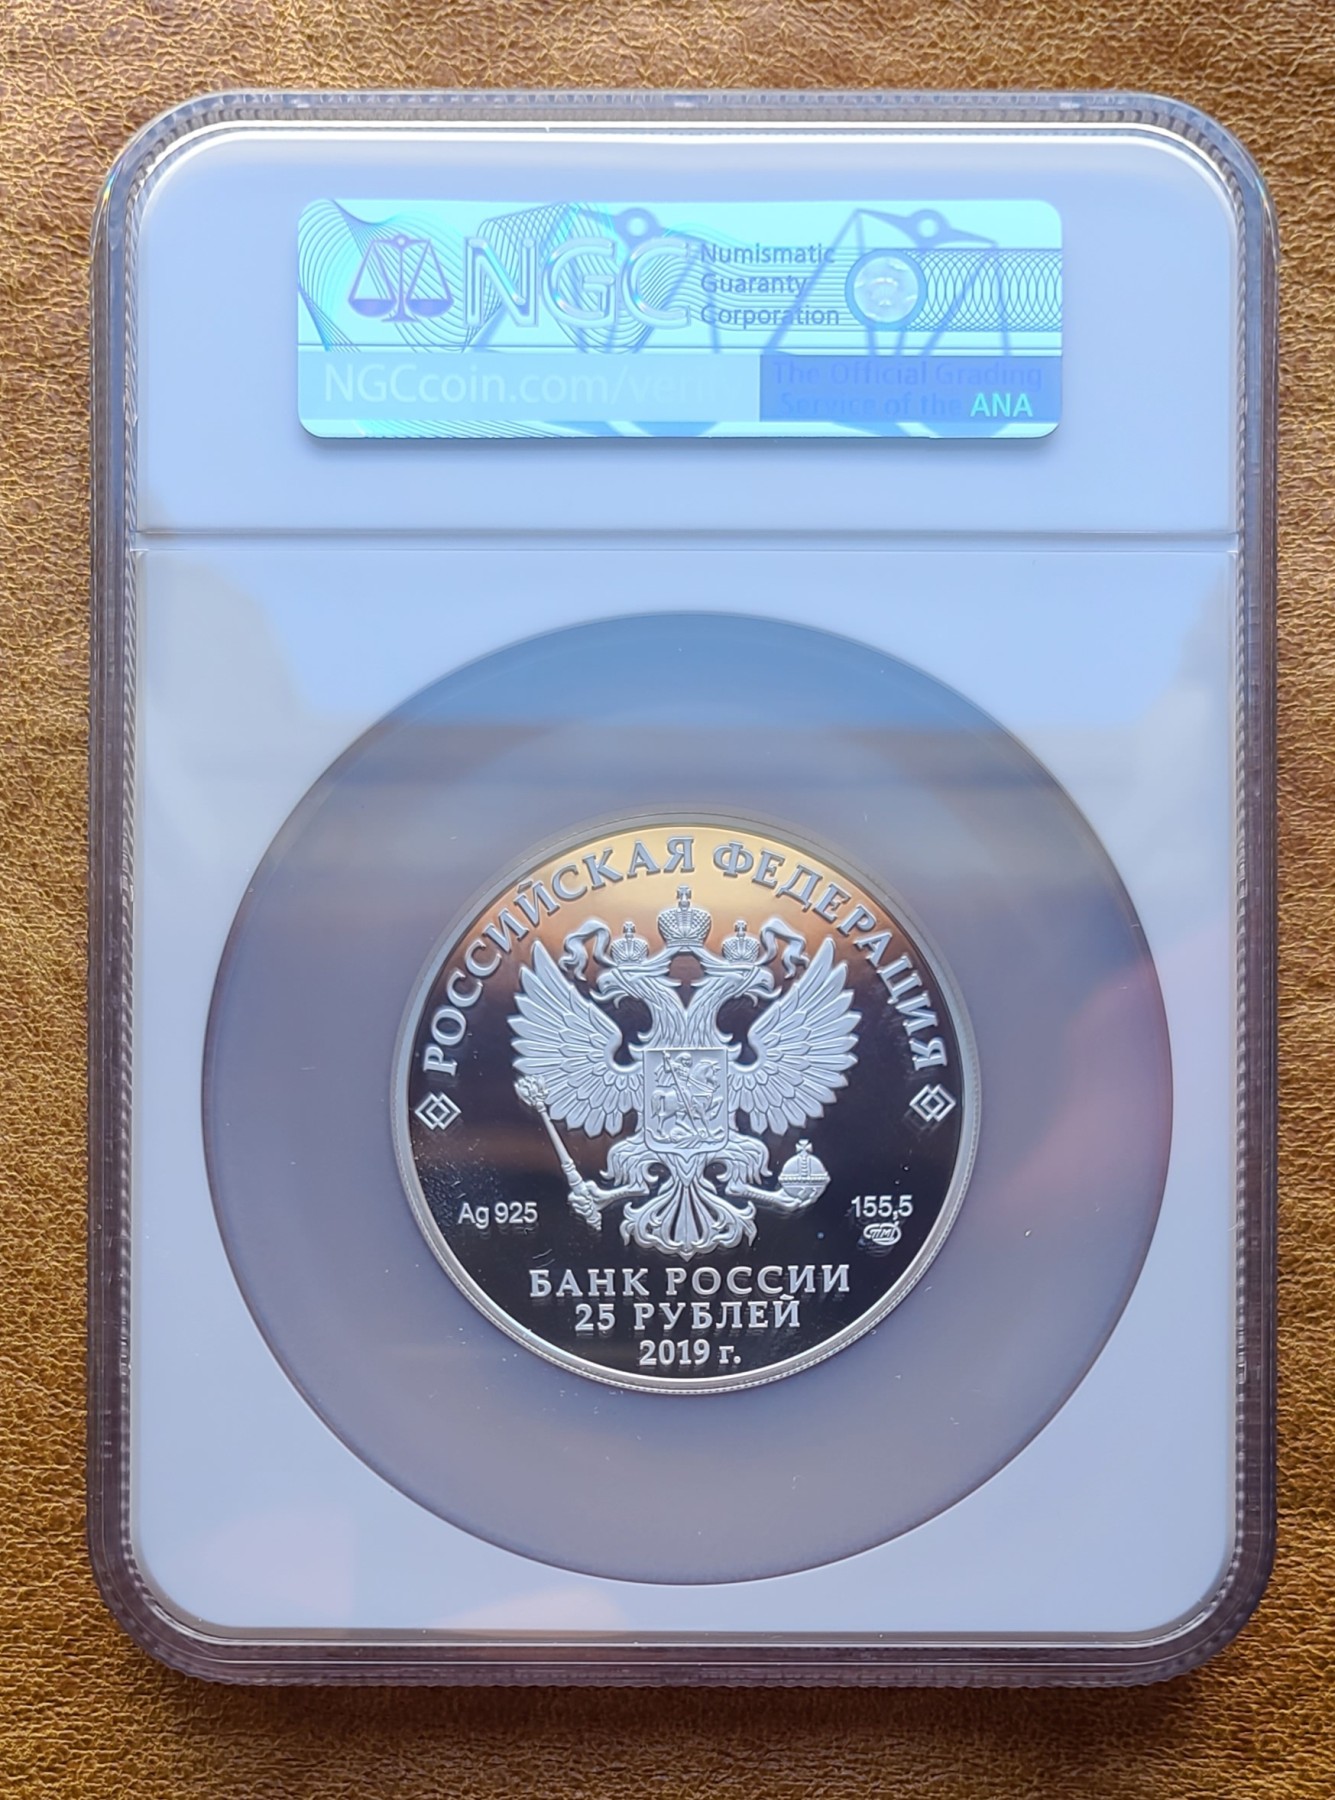 NGC
Numismatic
Guaranty
Corporation
NGCcoin.com/verify
The Official Grading
Service of the ANA
РОССИЙСКАЯ ФЕДЕРАЦИЯ
Ag 925
155,5
БАНК РОССИИ
25 РУБЛЕЙ
2019 г.